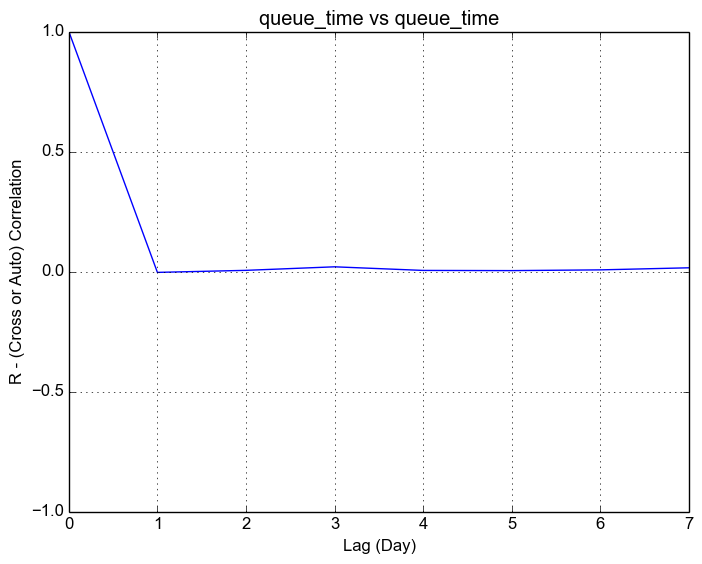 queue_time vs queue_time
R - (Cross or Auto) Correlation
1.0
0.5
0.0
−0.5
−1.0
0 1 2 3 4 5 6 7
Lag (Day)